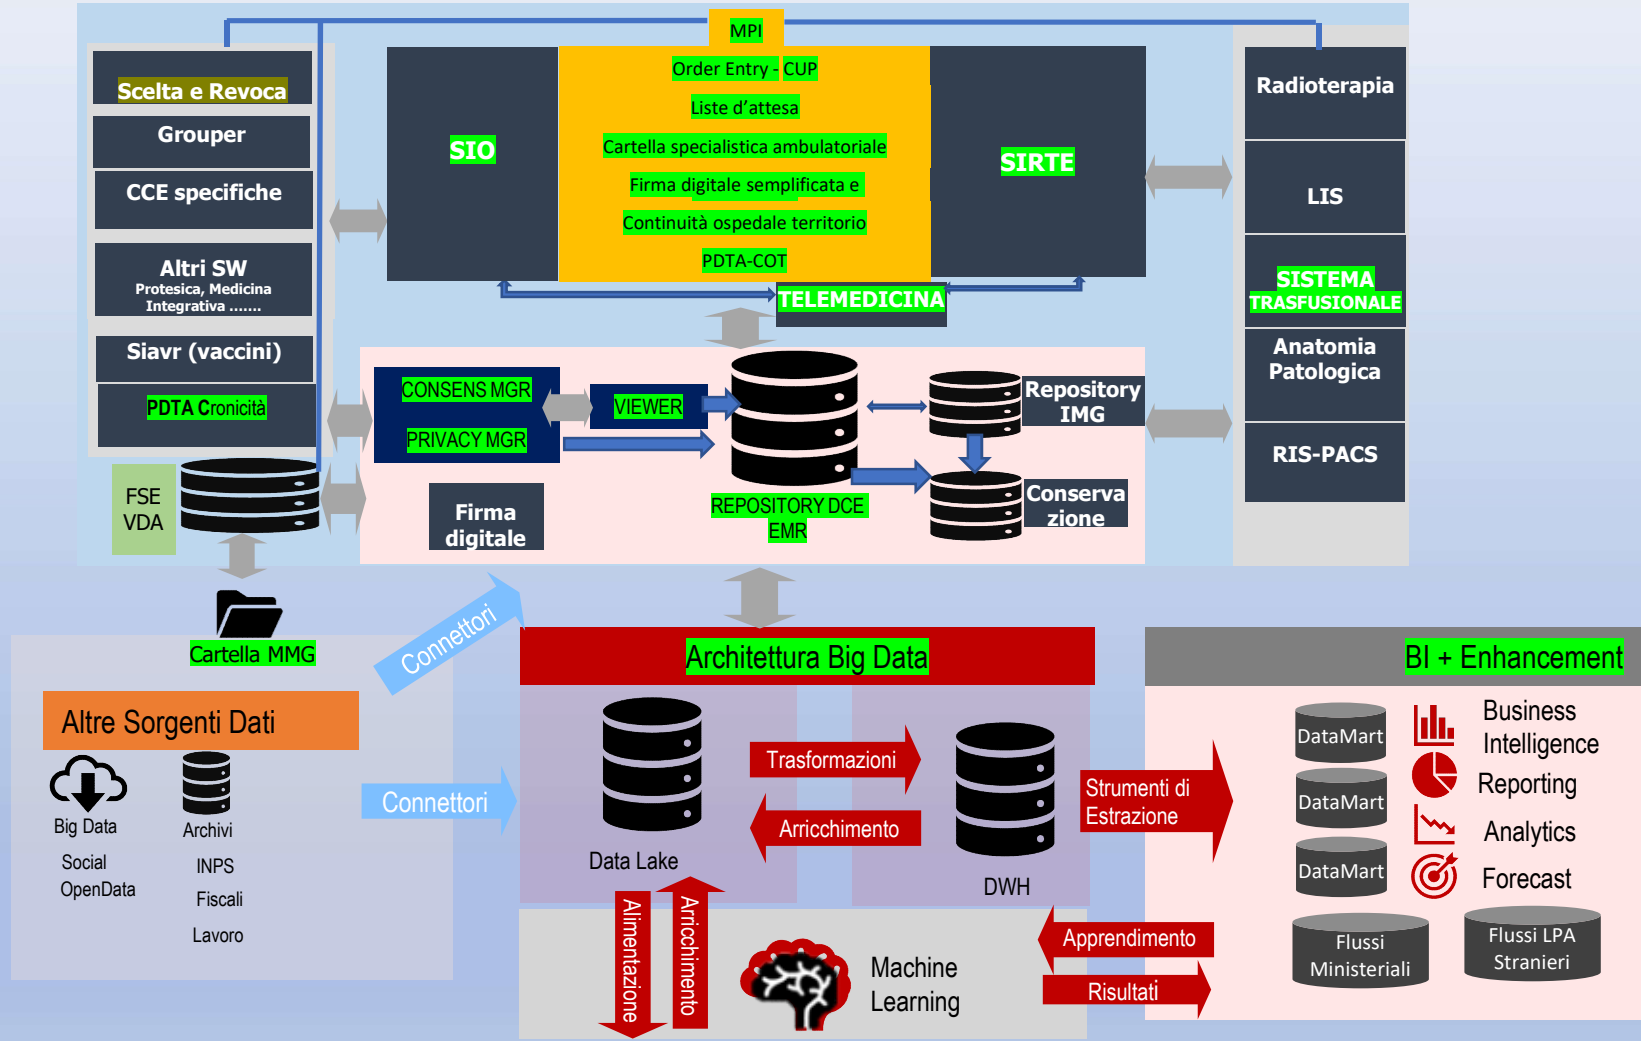 MPI
Order Entry - CUP
Liste d'attesa
Cartella specialistica ambulatoriale
Firma digitale semplificata e
Continuità ospedale territorio
PDTA-COT
SIO
SIRTE
TELEMEDICINA
Scelta e Revoca
Grouper
CCE specifiche
Altri SW
Protesica, Medicina
Integrativa .......
Siavr (vaccini)
PDTA Cronicità
Radioterapia
LIS
SISTEMA
TRASFUSIONALE
Anatomia
Patologica
RIS-PACS
CONSENS MGR
PRIVACY MGR
VIEWER
Repository
IMG
REPOSITORY DCE
EMR
Conserva
zione
Firma
digitale
FSE
VDA
Cartella MMG
Connettori
Altre Sorgenti Dati
Big Data
Social
OpenData
Archivi
INPS
Fiscali
Lavoro
Connettori
Architettura Big Data
Data Lake
Trasformazioni
Arricchimento
DWH
Strumenti di
Estrazione
Alimentazione
Arricchimento
Machine
Learning
Apprendimento
Risultati
BI + Enhancement
DataMart
DataMart
DataMart
Business
Intelligence
Reporting
Analytics
Forecast
Flussi
Ministeriali
Flussi LPA
Stranieri